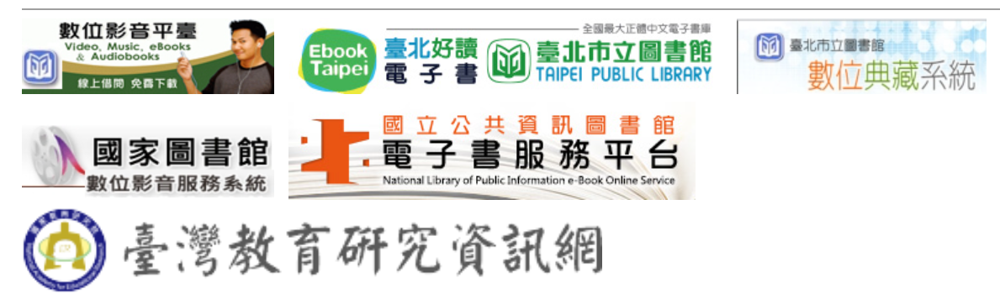 數位影音平臺
Video, Music, eBooks
& Audiobooks
線上借閱 免費下載
全國最大正體中文電子書庫
Ebook
Taipei
臺北好讀
電子書
臺北市立圖書館
TAIPEI PUBLIC LIBRARY
臺北市立圖書館
數位典藏系統
國家圖書館
數位影音服務系統
國立公共資訊圖書館
電子書服務平台
National Library of Public Information e-Book Online Service
臺灣教育研究資訊網